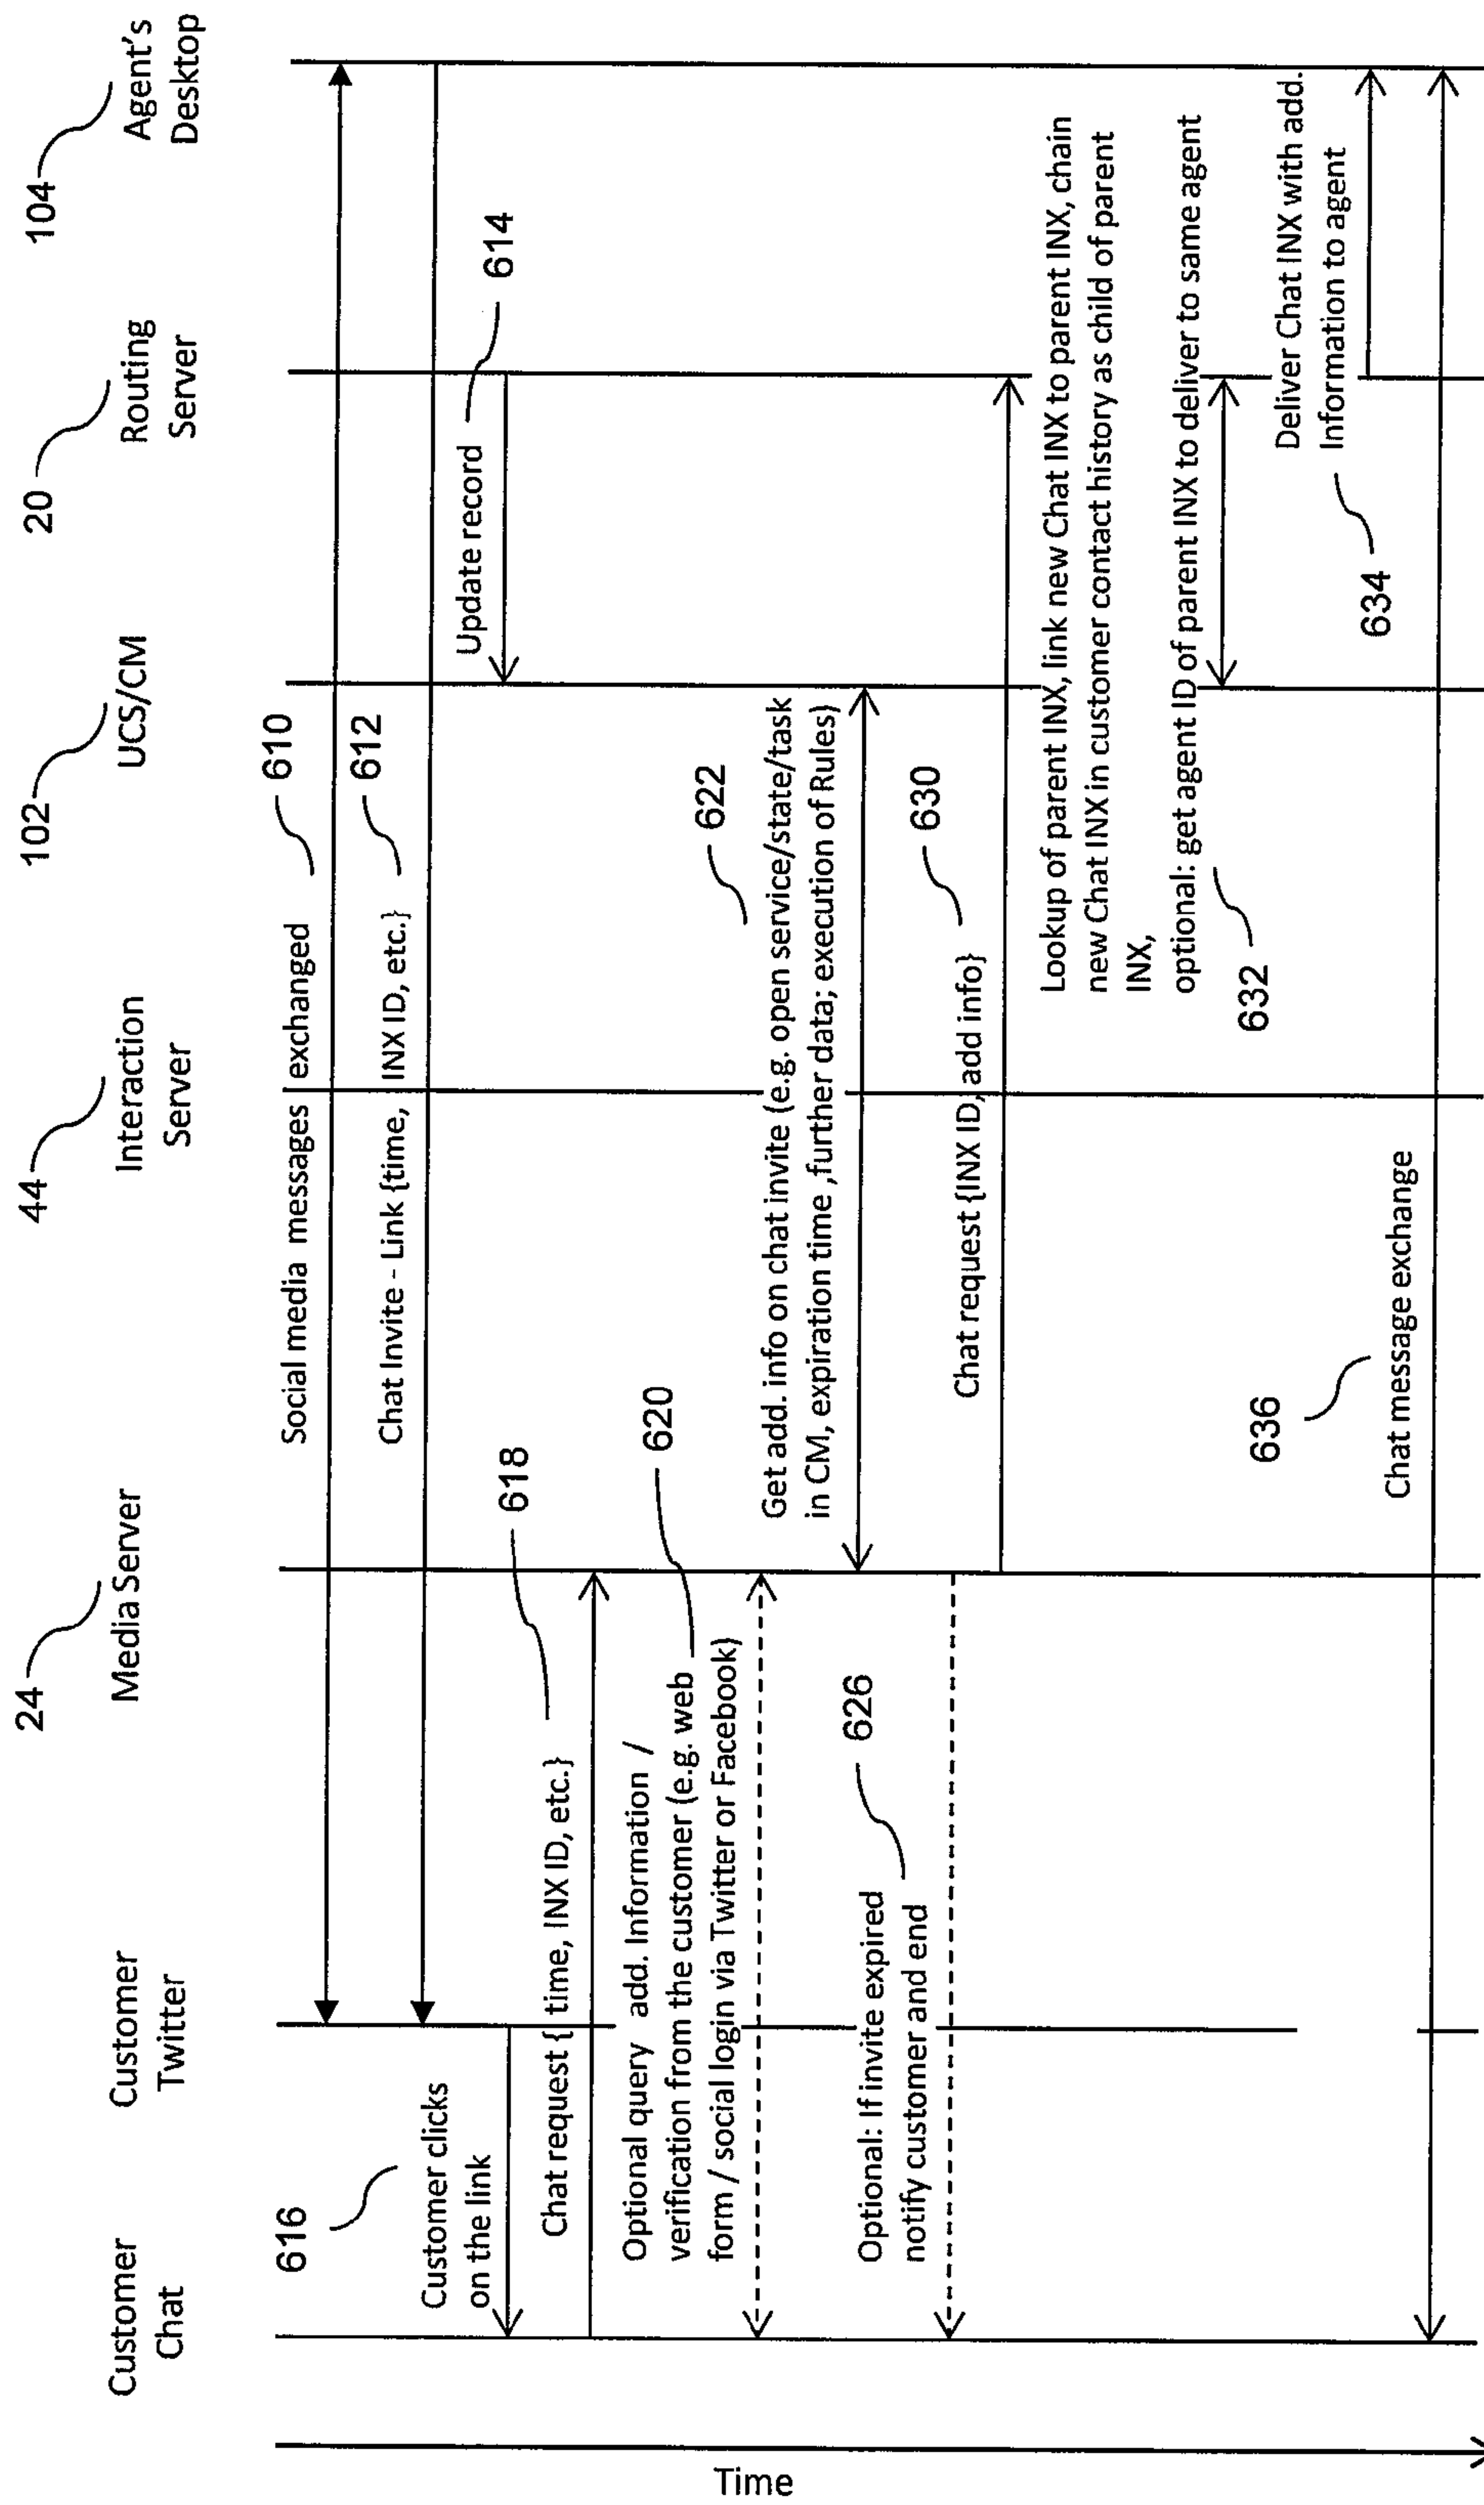 Customer
Chat
Customer
Twitter
24
Media Server
44
Interaction
Server
102
UCS/CM
20
Routing
Server
104
Agent's
Desktop
Time
Social media messages exchanged
610
Chat Invite - Link {time, INX ID, etc.}
612
Update record
614
616
Customer clicks
on the link
Chat request { time, INX ID, etc.}
618
Optional query add. Information /
verification from the customer (e.g. web
form / social login via Twitter or Facebook)
620
Get add. info on chat invite (e.g. open service/state/task
in CM, expiration time ,further data; execution of Rules)
622
Optional: If invite expired
notify customer and end
626
Chat request {INX ID, add info}
630
Lookup of parent INX, link new Chat INX to parent INX, chain
new Chat INX in customer contact history as child of parent
INX,
optional: get agent ID of parent INX to deliver to same agent
632
Deliver Chat INX with add.
Information to agent
634
636
Chat message exchange